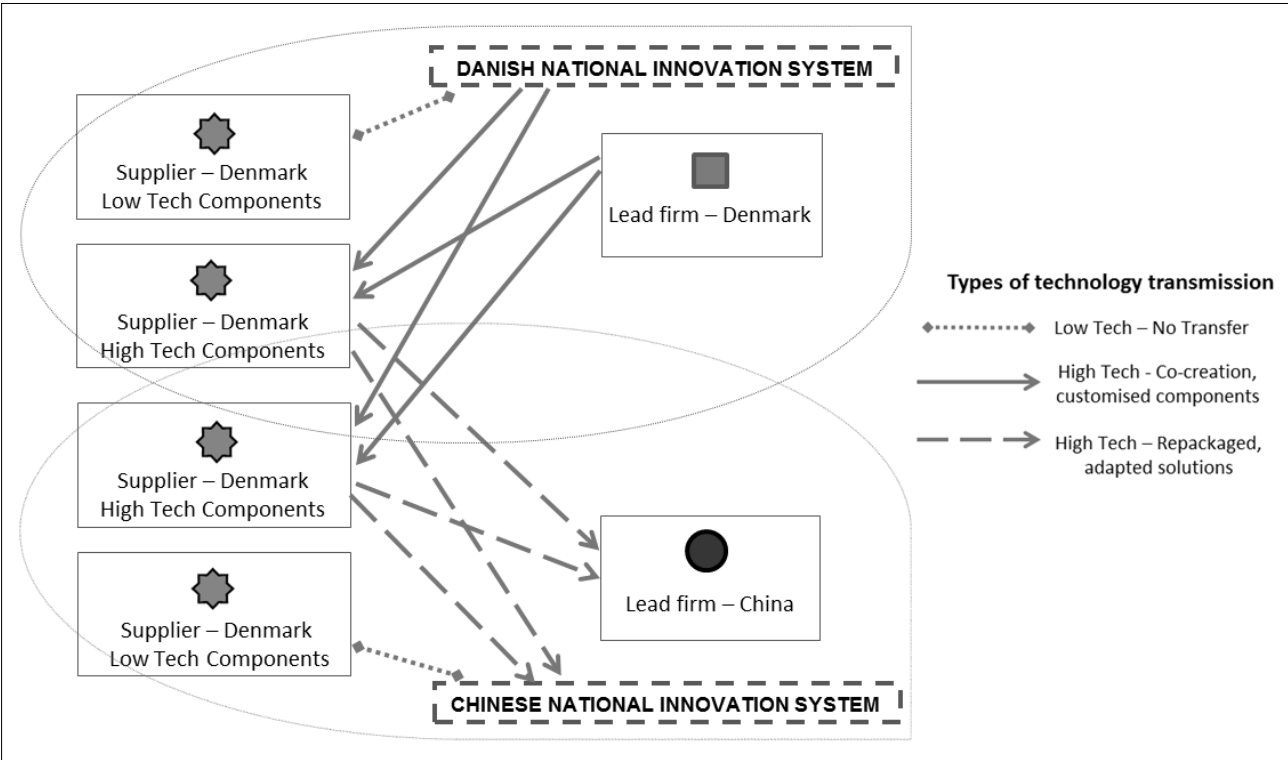 DANISH NATIONAL INNOVATION SYSTEM
Supplier – Denmark
Low Tech Components
Lead firm – Denmark
Supplier – Denmark
High Tech Components
Types of technology transmission
Low Tech – No Transfer
High Tech - Co-creation,
customised components
High Tech – Repackaged,
adapted solutions
Supplier – Denmark
High Tech Components
Lead firm – China
Supplier – Denmark
Low Tech Components
CHINESE NATIONAL INNOVATION SYSTEM